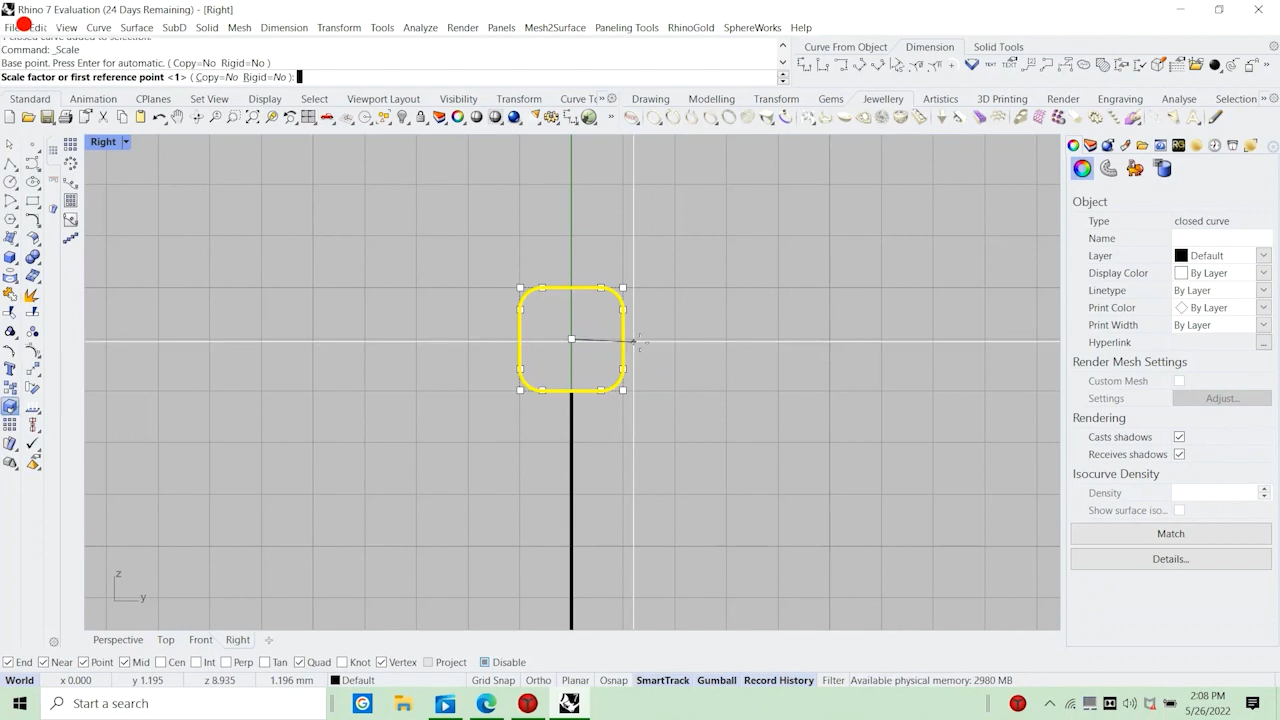 Rhino 7 Evaluation (24 Days Remaining) - [Right]
File Edit View Curve Surface SubD Solid Mesh Dimension Transform Tools Analyze Render Panels Mesh2Surface Paneling Tools RhinoGold SphereWorks Help
1 closed curve added to selection.
Command: _Scale
Base point. Press Enter for automatic. ( Copy=No Rigid=No )
Scale factor or first reference point <1> ( Copy=No Rigid=No ):
Curve From Object Dimension Solid Tools
Standard Animation CPlanes Set View Display Select Viewport Layout Visibility Transform Curve To »
Drawing Modelling Transform Gems Jewellery Artistics 3D Printing Render Engraving Analyse Selection
Right
Object
Type closed curve
Name
Layer Default
Display Color By Layer
Linetype By Layer
Print Color By Layer
Print Width By Layer
Hyperlink ...
Render Mesh Settings
Custom Mesh
Settings Adjust...
Rendering
Casts shadows
Receives shadows
Isocurve Density
Density
Show surface iso...
Match
Details...
z
y
Perspective Top Front Right
End Near Point Mid Cen Int Perp Tan Quad Knot Vertex Project Disable
World x 0.000 y 1.195 z 8.935 1.196 mm Default Grid Snap Ortho Planar Osnap SmartTrack Gumball Record History Filter Available physical memory: 2980 MB
Start a search
2:08 PM
5/26/2022